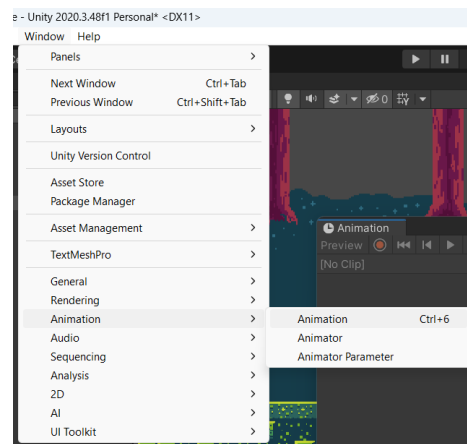 e - Unity 2020.3.48f1 Personal* <DX11>
Window Help
Panels
Next Window Ctrl+Tab
Previous Window Ctrl+Shift+Tab
Layouts
Unity Version Control
Asset Store
Package Manager
Asset Management
TextMeshPro
General
Rendering
Animation
Audio
Sequencing
Analysis
2D
AI
UI Toolkit
0
Animation
Preview
[No Clip]
Animation Ctrl+6
Animator
Animator Parameter